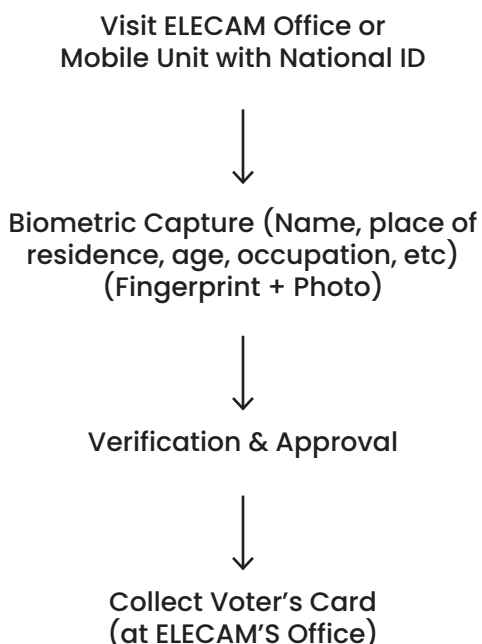 Visit ELECAM Office or
Mobile Unit with National ID
Biometric Capture (Name, place of
residence, age, occupation, etc)
(Fingerprint + Photo)
Verification & Approval
Collect Voter’s Card
(at ELECAM’S Office)